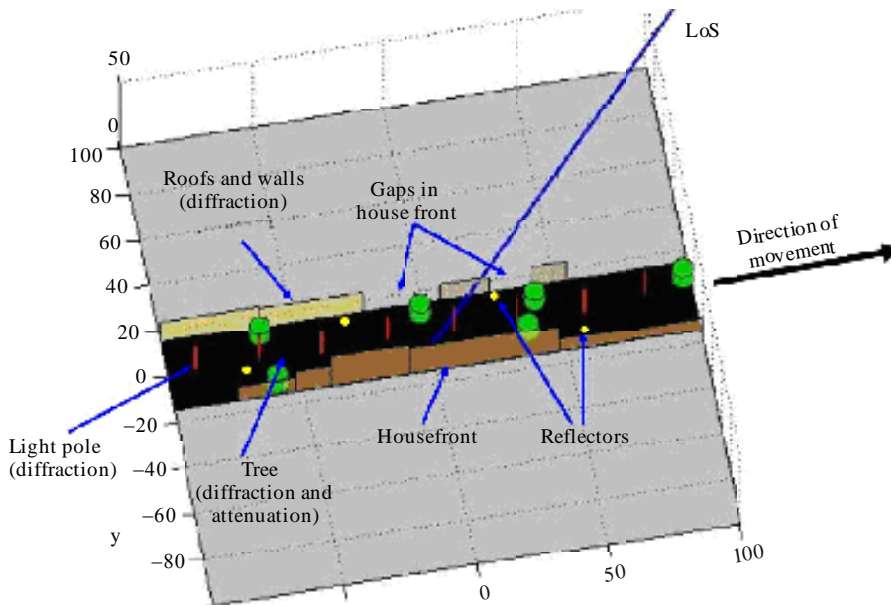 LoS
50
0
100
80
60
40
20
0
−20
−40
−60
−80
y
Roofs and walls
(diffraction)
Gaps in
house front
Direction of
movement
Light pole
(diffraction)
Tree
(diffraction and
attenuation)
Housefront
Reflectors
0
50
100